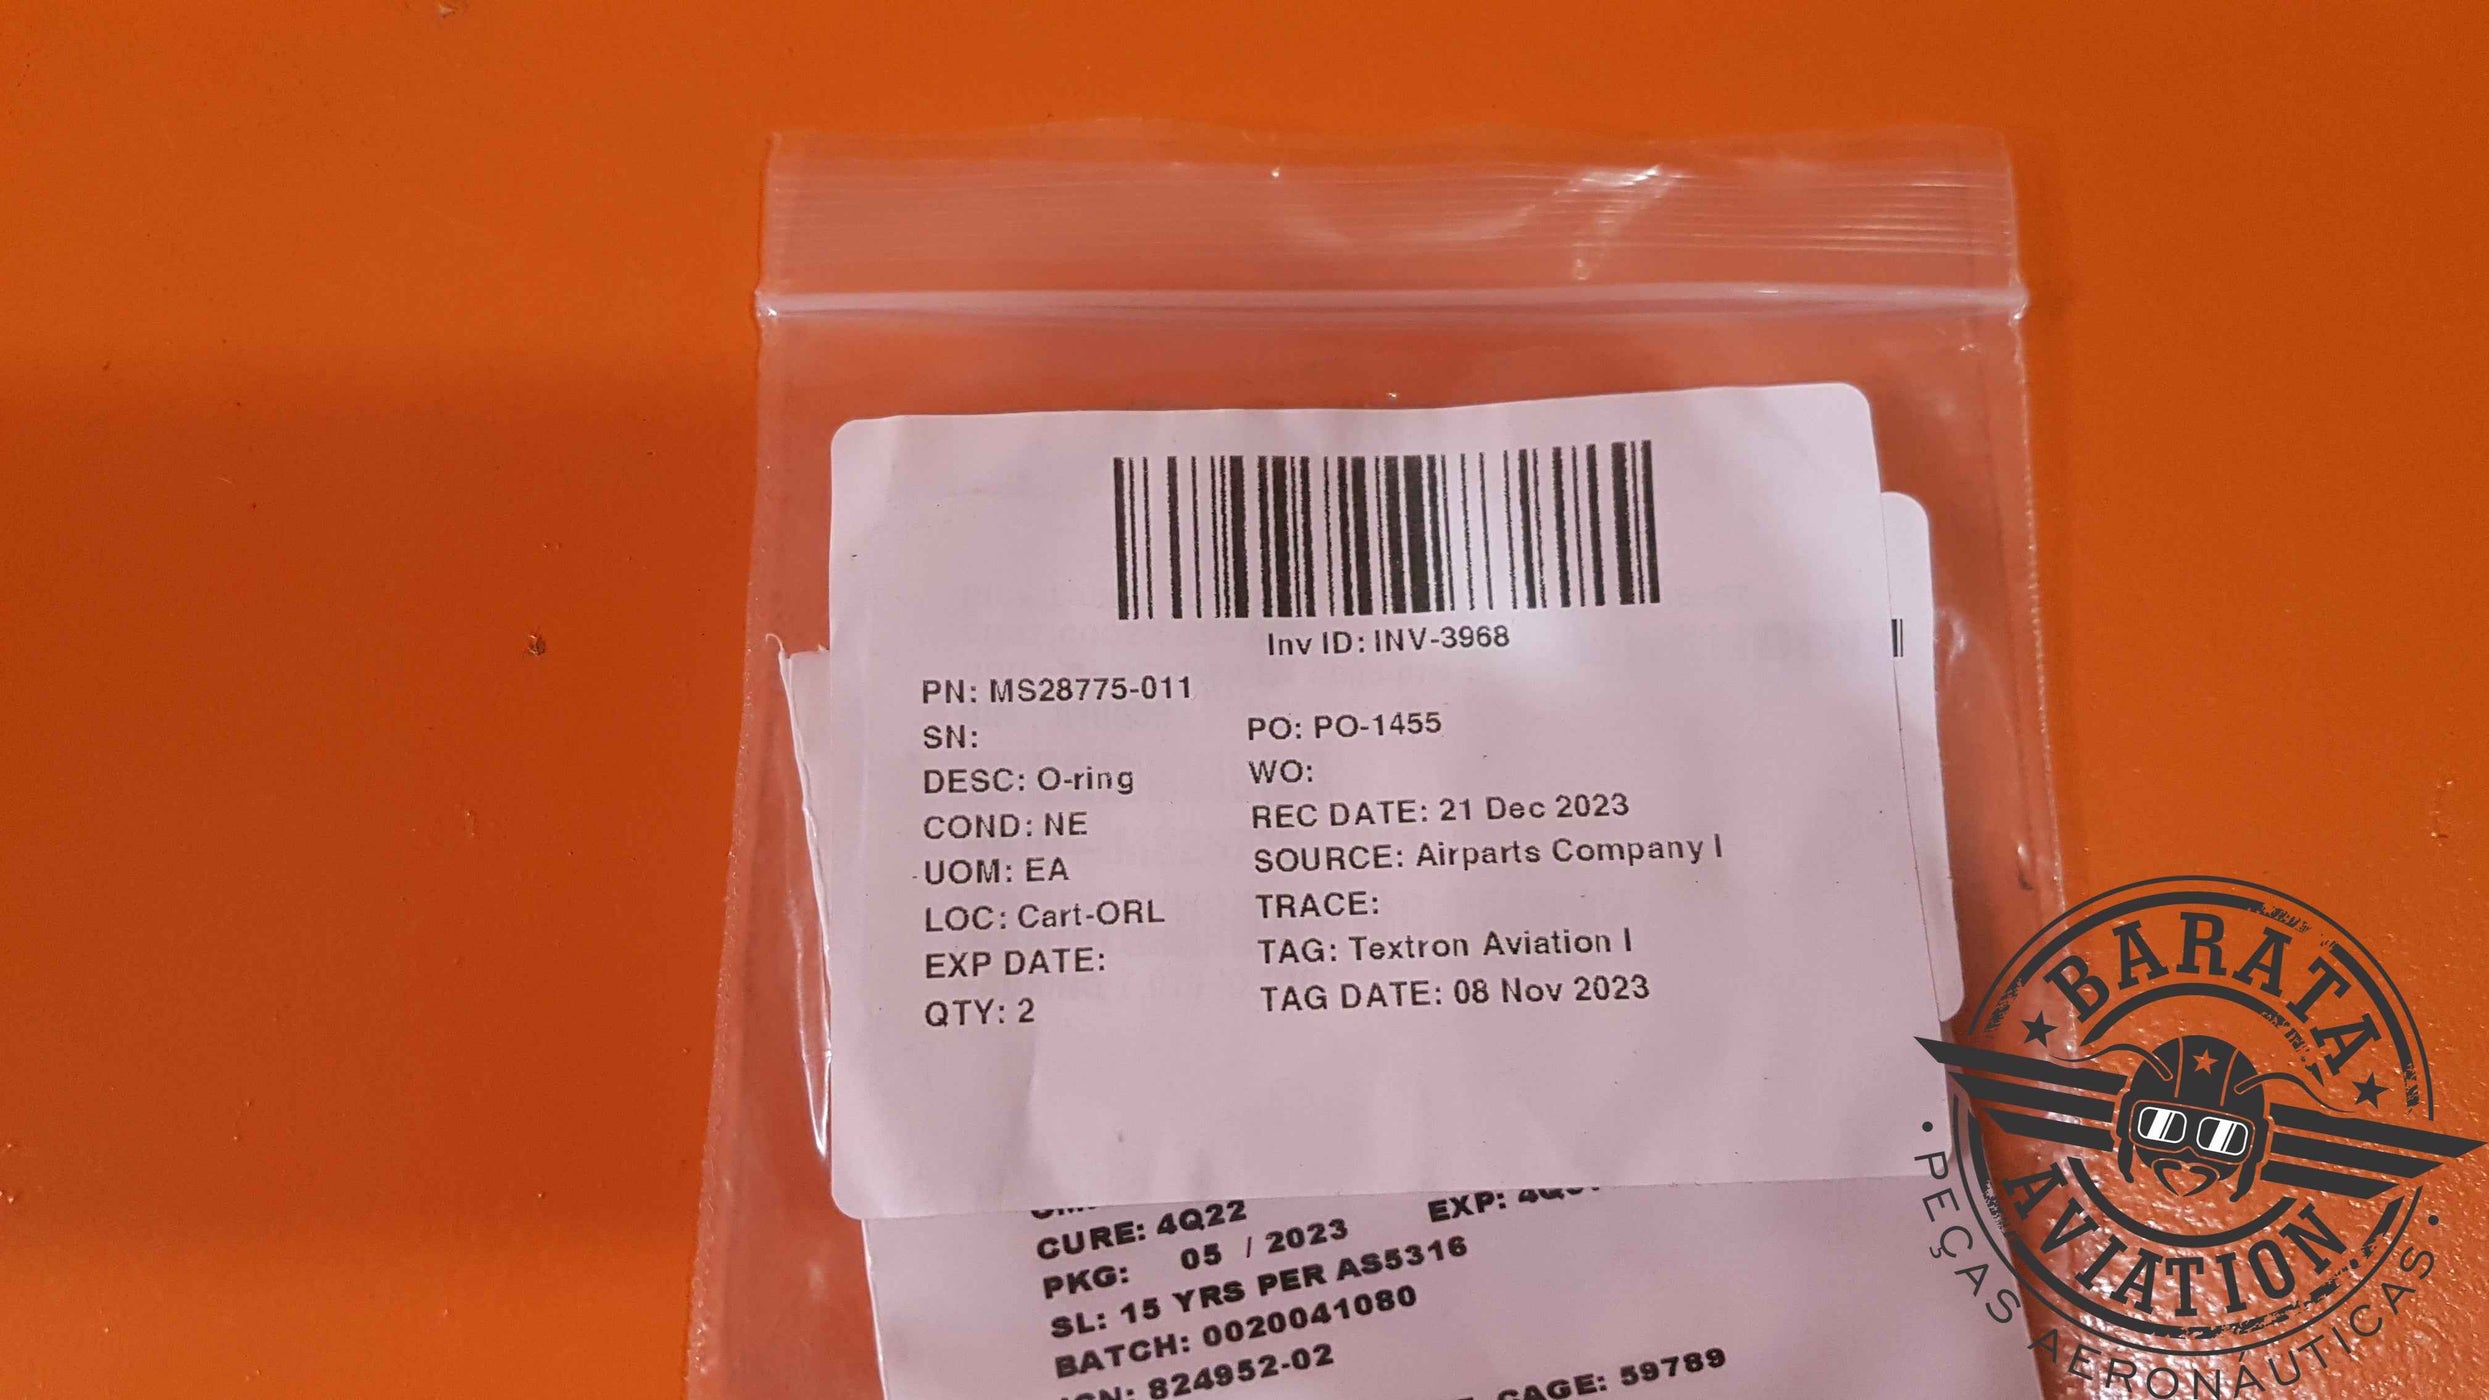 Inv ID: INV-3968
PN: MS28775-011
SN:
PO: PO-1455
DESC: O-ring
WO:
COND: NE
REC DATE: 21 Dec 2023
UOM: EA
SOURCE: Airparts Company I
LOC: Cart-ORL
TRACE:
EXP DATE:
TAG: Textron Aviation I
QTY: 2
TAG DATE: 08 Nov 2023
CURE: 4Q22
EXP:
PKG: 05 / 2023
SL: 15 YRS PER AS5316
BATCH: 0020041080
824952-02
CAGE: 59789
BARATA
AVIATION
• PEÇAS AERONÁUTICAS •